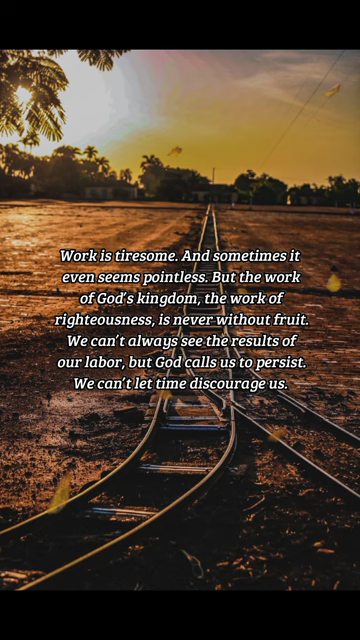 Work is tiresome. And sometimes it
even seems pointless. But the work
of God's kingdom, the work of
righteousness, is never without fruit.
We can't always see the results of
our labor, but God calls us to persist.
We can't let time discourage us.